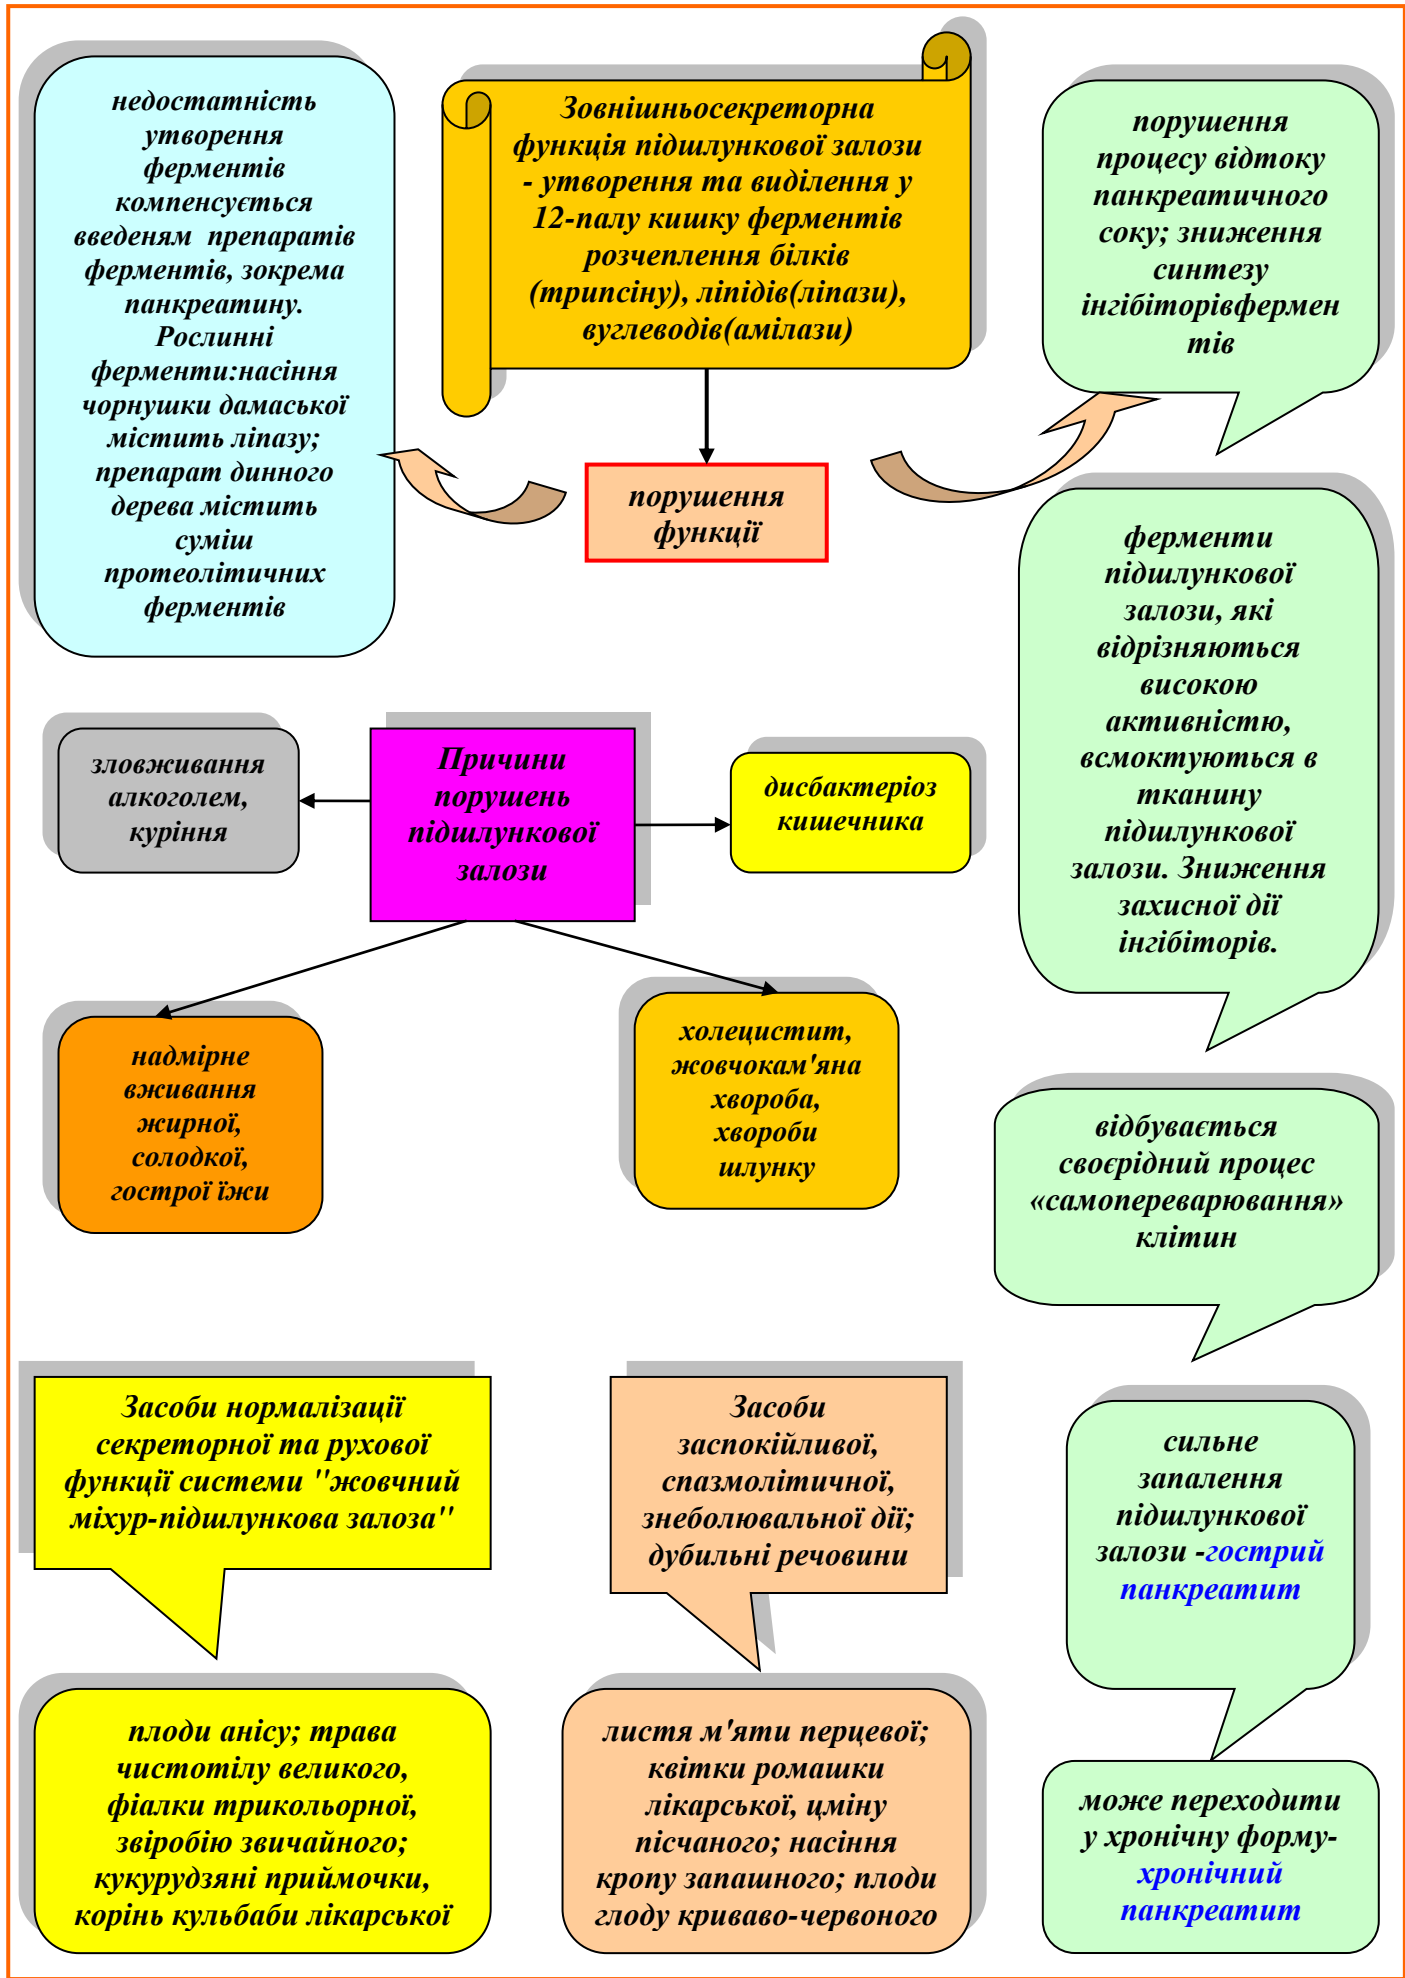 недостатність
утворення
ферментів
компенсується
введеням препаратів
ферментів, зокрема
панкреатину.
Рослинні
ферменти:насіння
чорнушки дамаської
містить ліпазу;
препарат динного
дерева містить
суміш
протеолітичних
ферментів
Зовнішньосекреторна
функція підшлункової залози
- утворення та виділення у
12-палу кишку ферментів
розчеплення білків
(трипсіну), ліпідів(ліпази),
вуглеводів(амілази)
порушення
процесу відтоку
панкреатичного
соку; зниження
синтезу
інгібіторівфермен
тів
порушення
функції
ферменти
підшлункової
залози, які
відрізняються
високою
активністю,
всмоктуються в
тканину
підшлункової
залози. Зниження
захисної дії
інгібіторів.
зловживання
алкоголем,
куріння
Причини
порушень
підшлункової
залози
дисбактеріоз
кишечника
надмірне
вживання
жирної,
солодкої,
гострої їжи
холецистит,
жовчокам'яна
хвороба,
хвороби
шлунку
відбувається
своєрідний процес
«самопереварювання»
клітин
Засоби нормалізації
секреторної та рухової
функції системи "жовчний
міхур-підшлункова залоза"
Засоби
заспокійливої,
спазмолітичної,
знеболювальної дії;
дубильні речовини
сильне
запалення
підшлункової
залози -гострий
панкреатит
плоди анісу; трава
чистотілу великого,
фіалки трикольорної,
звіробію звичайного;
кукурудзяні приймочки,
корінь кульбаби лікарської
листя м'яти перцевої;
квітки ромашки
лікарської, цміну
пісчаного; насіння
кропу запашного; плоди
глоду криваво-червоного
може переходити
у хронічну форму-
хронічний
панкреатит